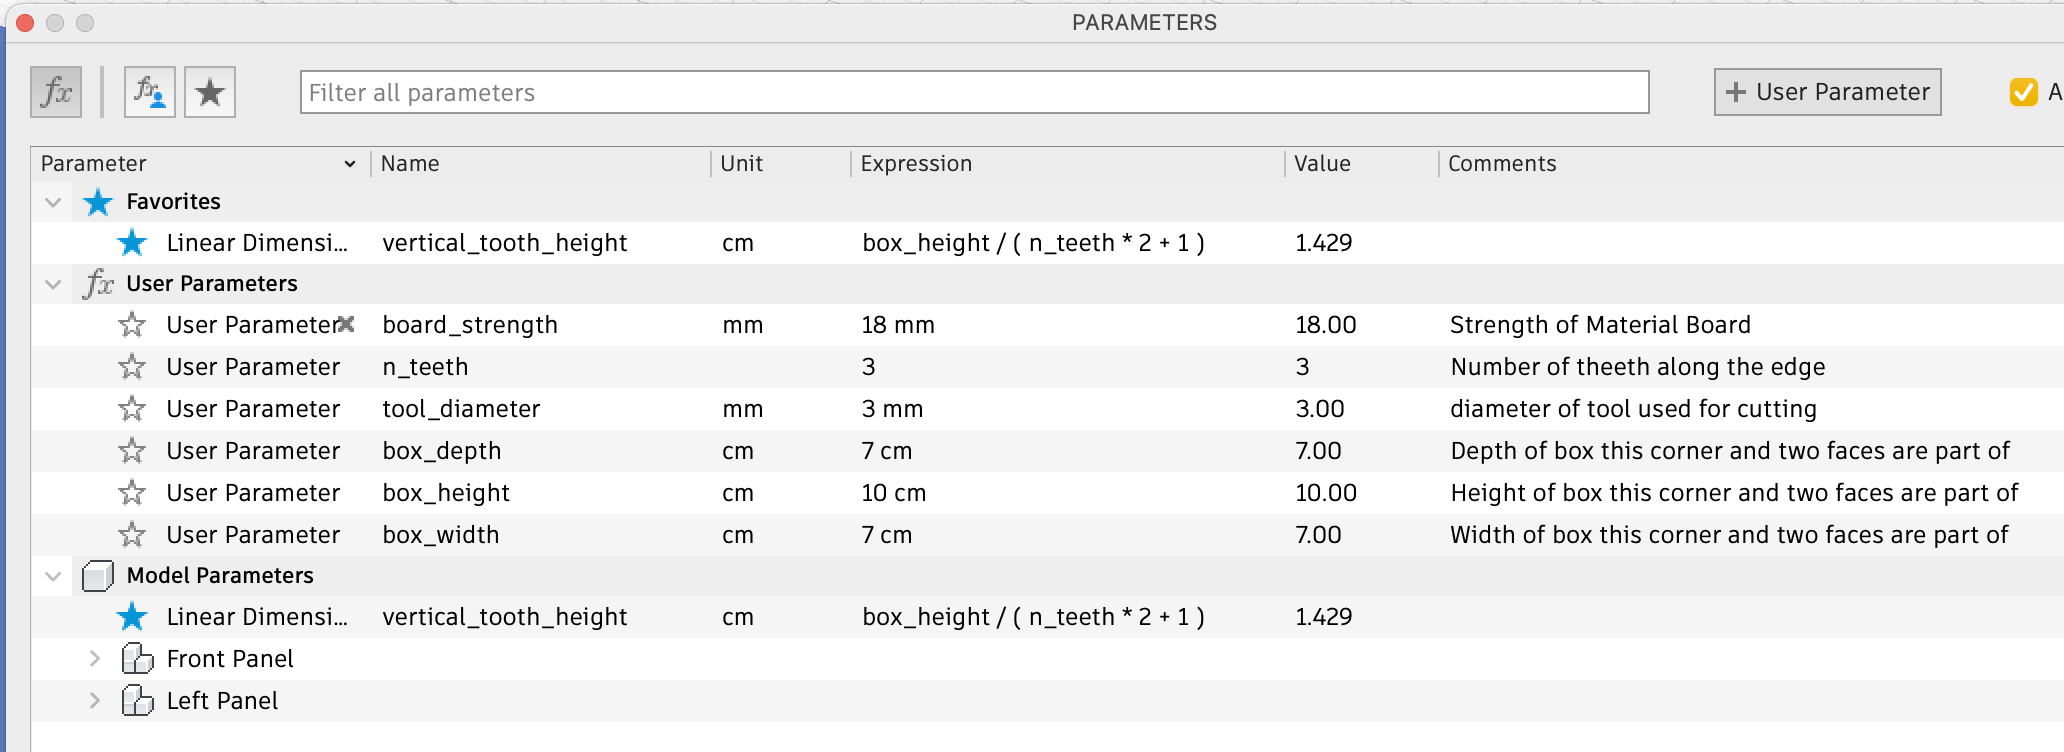 PARAMETERS
fx fx Filter all parameters + User Parameter A
Parameter Name Unit Expression Value Comments
Favorites
Linear Dimensi... vertical_tooth_height cm box_height / ( n_teeth * 2 + 1 ) 1.429
fx User Parameters
User Parameter board_strength mm 18 mm 18.00 Strength of Material Board
User Parameter n_teeth 3 3 Number of theeth along the edge
User Parameter tool_diameter mm 3 mm 3.00 diameter of tool used for cutting
User Parameter box_depth cm 7 cm 7.00 Depth of box this corner and two faces are part of
User Parameter box_height cm 10 cm 10.00 Height of box this corner and two faces are part of
User Parameter box_width cm 7 cm 7.00 Width of box this corner and two faces are part of
Model Parameters
Linear Dimensi... vertical_tooth_height cm box_height / ( n_teeth * 2 + 1 ) 1.429
Front Panel
Left Panel